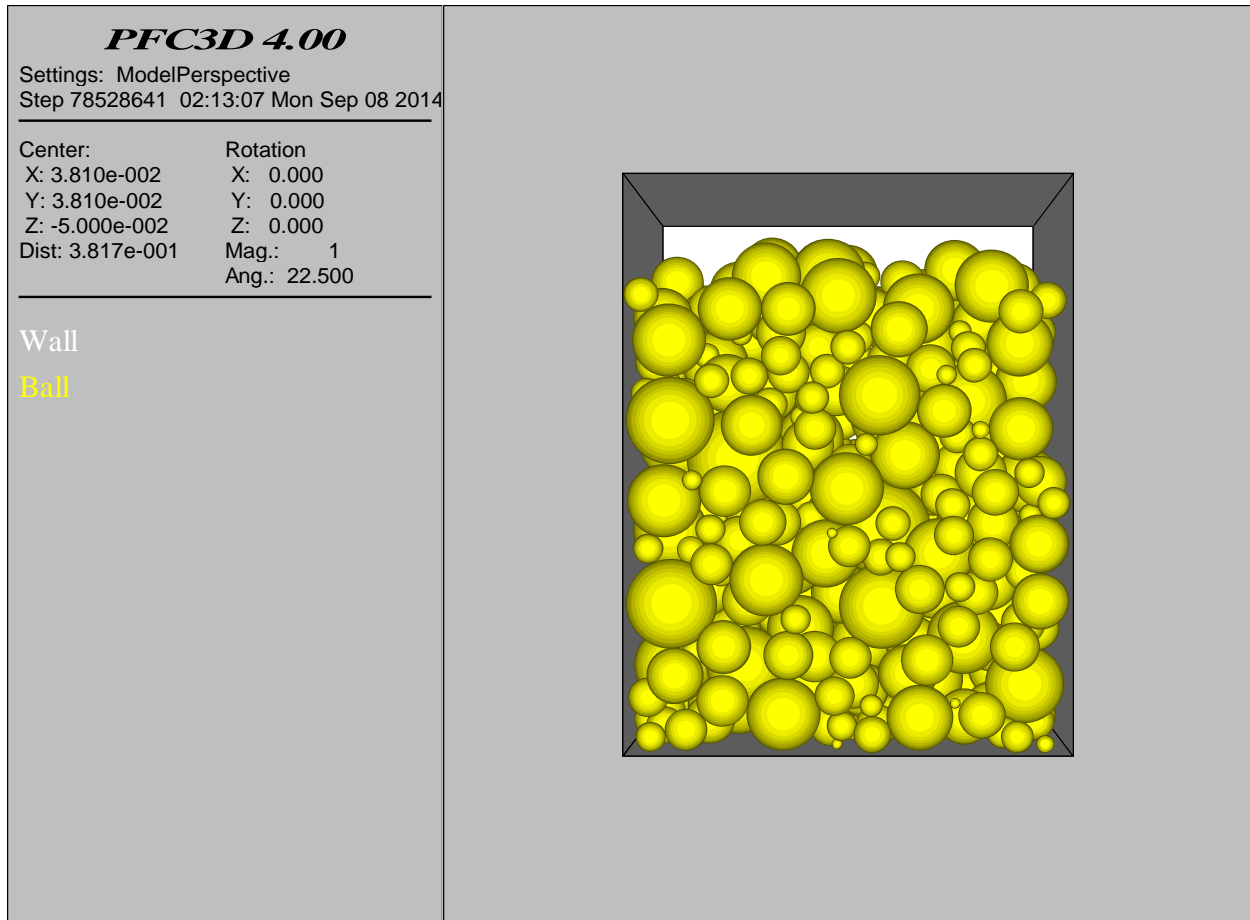 PFC3D 4.00
Settings: ModelPerspective
Step 78528641 02:13:07 Mon Sep 08 2014
Center:
X: 3.810e-002
Y: 3.810e-002
Z: -5.000e-002
Dist: 3.817e-001
Rotation
X: 0.000
Y: 0.000
Z: 0.000
Mag.: 1
Ang.: 22.500
Wall
Ball